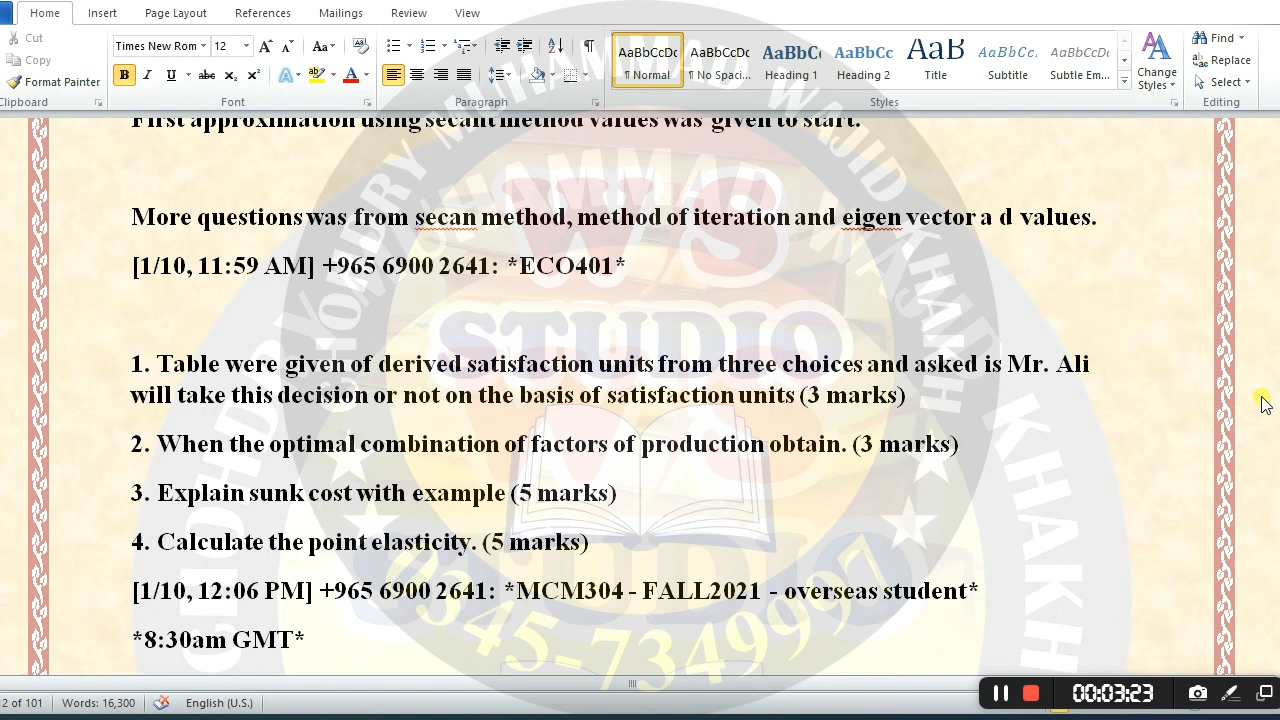 Home Insert Page Layout References Mailings Review View
Cut
Copy
Format Painter
Times New Rom 12
AaBbCcDc AaBbCcDc AaBbC AaBbCc AaB AaBbCc. AaBbCcDc
¶ Normal ¶ No Spaci... Heading 1 Heading 2 Title Subtitle Subtle Em...
Change Styles
Find
Replace
Select
Clipboard Font Paragraph Styles Editing
First approximation using secant method values was given to start.
More questions was from secan method, method of iteration and eigen vector a d values.
[1/10, 11:59 AM] +965 6900 2641: *ECO401*
1. Table were given of derived satisfaction units from three choices and asked is Mr. Ali
will take this decision or not on the basis of satisfaction units (3 marks)
2. When the optimal combination of factors of production obtain. (3 marks)
3. Explain sunk cost with example (5 marks)
4. Calculate the point elasticity. (5 marks)
[1/10, 12:06 PM] +965 6900 2641: *MCM304 - FALL2021 - overseas student*
*8:30am GMT*
WS
STUDIO
2 of 101 Words: 16,300 English (U.S.)
00:03:23